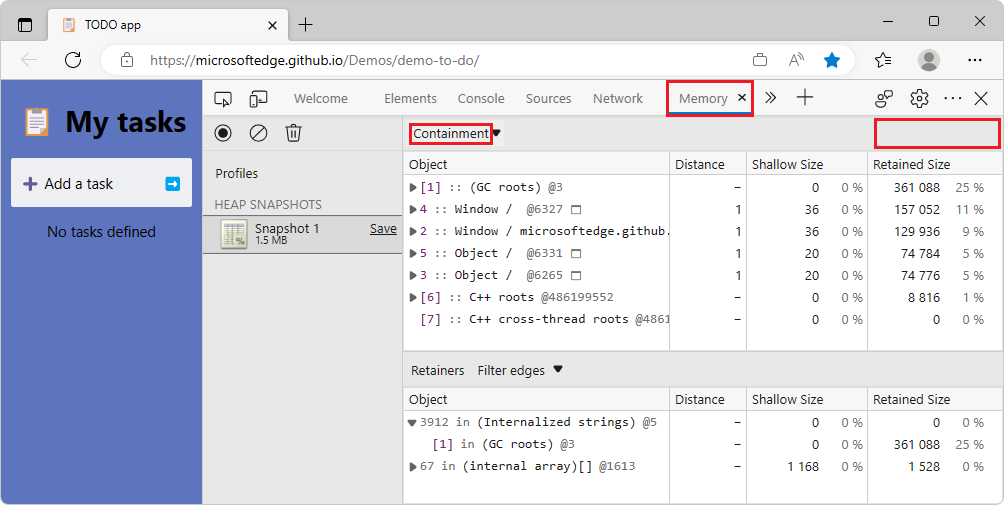 TODO app
https://microsoftedge.github.io/Demos/demo-to-do/
My tasks
Add a task
No tasks defined
Welcome Elements Console Sources Network Memory
Profiles
HEAP SNAPSHOTS
Snapshot 1 Save
1.5 MB
Containment
Object Distance Shallow Size Retained Size
[1] :: (GC roots) @3 – 0 0 % 361 088 25 %
4 :: Window / @6327 1 36 0 % 157 052 11 %
2 :: Window / microsoftedge.github. 1 36 0 % 129 936 9 %
5 :: Object / @6331 1 20 0 % 74 784 5 %
3 :: Object / @6265 1 20 0 % 74 776 5 %
[6] :: C++ roots @486199552 – 0 0 % 8 816 1 %
[7] :: C++ cross-thread roots @4861 – 0 0 % 0 0 %
Retainers Filter edges
Object Distance Shallow Size Retained Size
3912 in (Internalized strings) @5 – 0 0 % 0 0 %
[1] in (GC roots) @3 – 0 0 % 361 088 25 %
67 in (internal array)[] @1613 – 1 168 0 % 1 528 0 %